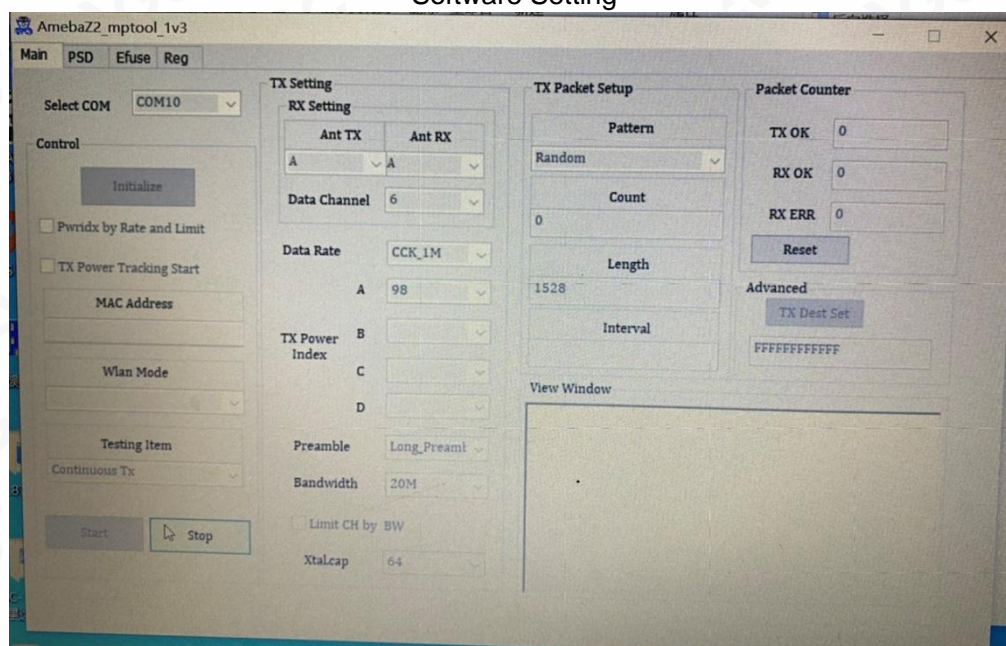 Software Setting
AmebaZ2_mptool_1v3
Main PSD Efuse Reg
Select COM COM10
Control
Initialize
Pwridx by Rate and Limit
TX Power Tracking Start
MAC Address
Wlan Mode
Testing Item
Continuous Tx
Start Stop
TX Setting
RX Setting
Ant TX Ant RX
A A
Data Channel 6
Data Rate CCK_1M
A 98
TX Power Index
B
C
D
Preamble Long_Preamb
Bandwidth 20M
Limit CH by BW
Xtalcap 64
TX Packet Setup
Pattern
Random
Count
0
Length
1528
Interval
Packet Counter
TX OK 0
RX OK 0
RX ERR 0
Reset
Advanced
TX Dest Set
FFFFFFFFFFFF
View Window